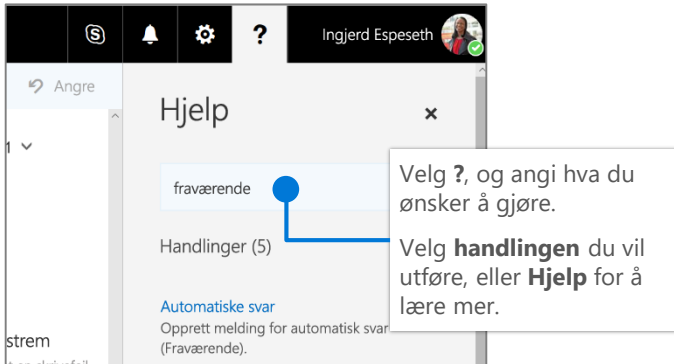 ? Ingjerd Espeseth
Angre
Hjelp
fraværende
Handlinger (5)
Automatiske svar
Opprett melding for automatisk svar
(Fraværende).
strem
Velg ?, og angi hva du
ønsker å gjøre.
Velg handlingen du vil
utføre, eller Hjelp for å
lære mer.